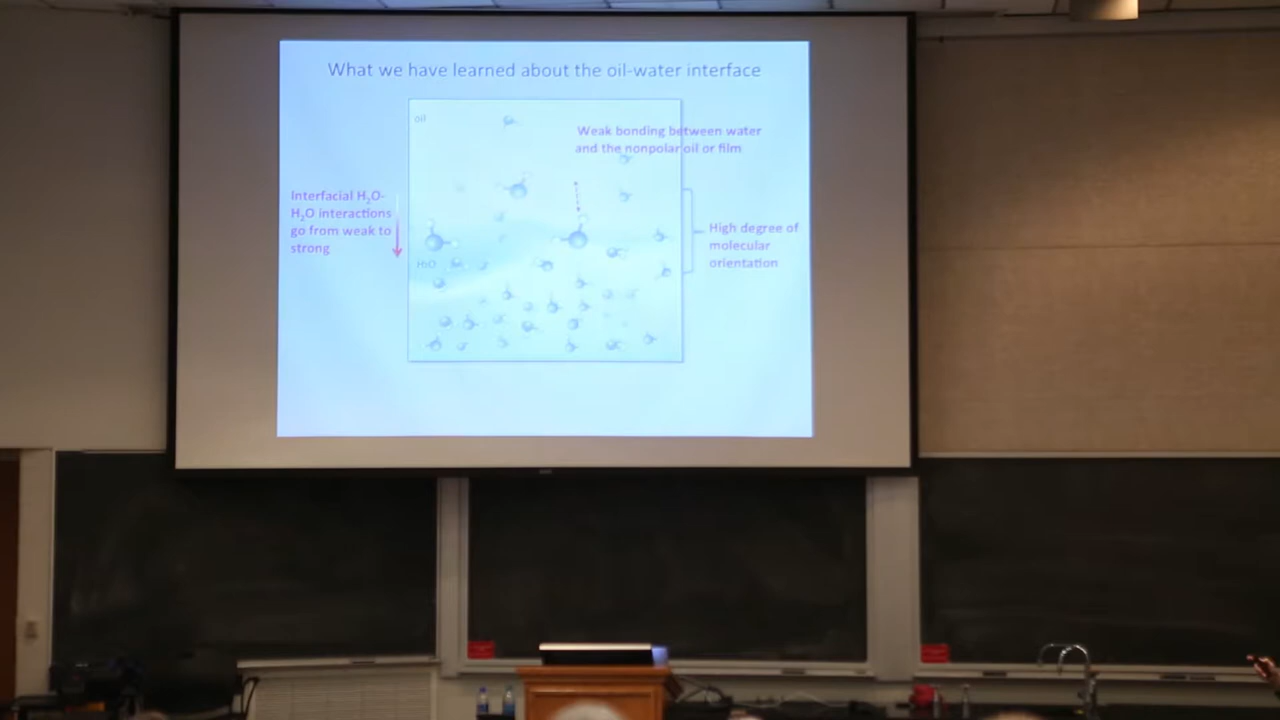 What we have learned about the oil-water interface
oil
Weak bonding between water
and the nonpolar oil or film
Interfacial H₂O-
H₂O interactions
go from weak to
strong
High degree of
molecular
orientation
H₂O